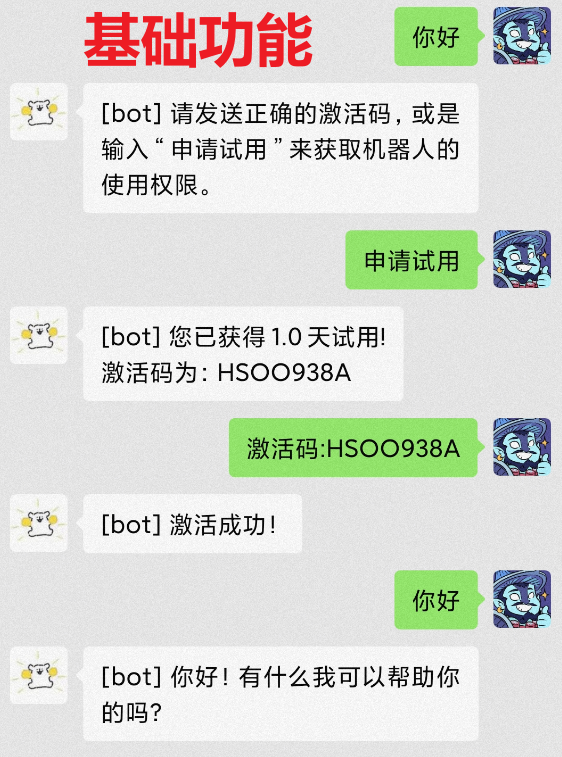 基础功能
你好
[bot] 请发送正确的激活码，或是
输入“申请试用”来获取机器人的
使用权限。
申请试用
[bot] 您已获得 1.0 天试用!
激活码为：HSOO938A
激活码:HSOO938A
[bot] 激活成功！
你好
[bot] 你好！有什么我可以帮助你
的吗?